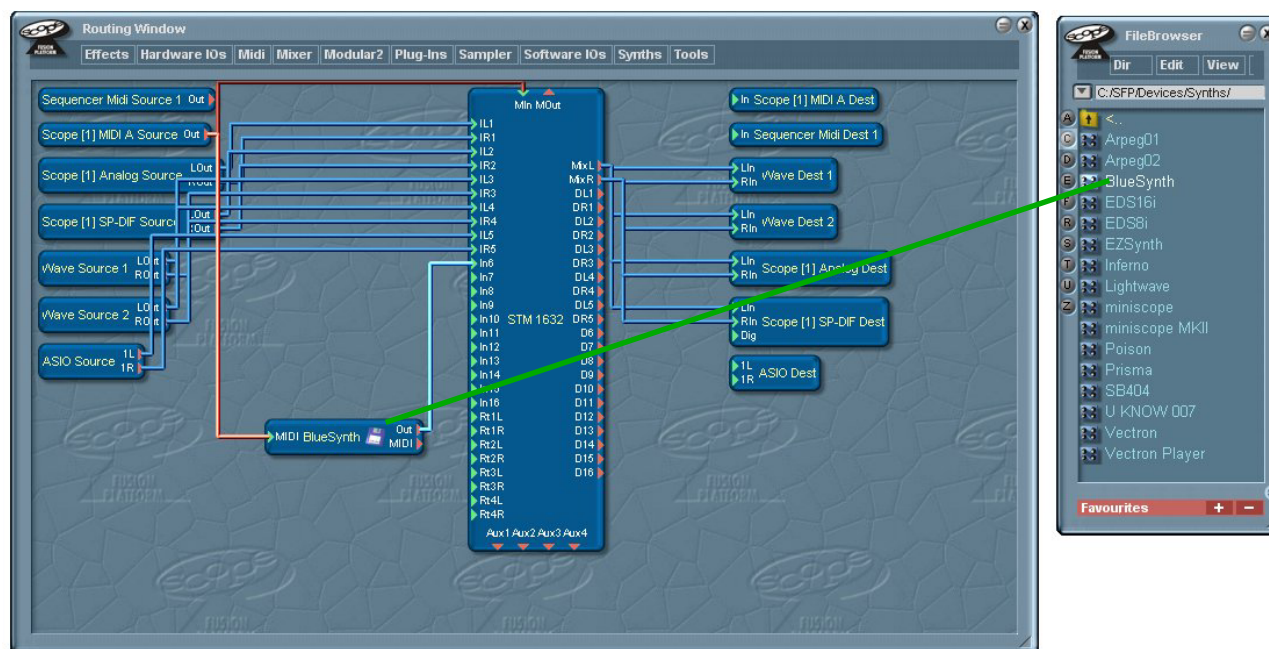 Routing Window
Effects Hardware IOs Midi Mixer Modular2 Plug-Ins Sampler Software IOs Synths Tools
Sequencer Midi Source 1 Out
Scope [1] MIDI A Source Out
Scope [1] Analog Source LOut
ROut
Scope [1] SP-DIF Source
Wave Source 1 LOut
ROut
Wave Source 2 LOut
ROut
ASIO Source 1L
1R
MIDI BlueSynth Out
MIDI
MIn MOut
IL1
IR1
IL2
IR2 MixL
IL3 MixR
IR3 DL1
IL4 DR1
IR4 DL2
IL5 DR2
IR5 DL3
In6 DR3
In7 DL4
In8 DR4
In9 DL5
In10 STM 1632 DR5
In11 D6
In12 D7
In13 D8
In14 D9
In15 D10
In16 D11
Rt1L D12
Rt1R D13
Rt2L D14
Rt2R D15
Rt3L D16
Rt3R
Rt4L
Rt4R
Aux1 Aux2 Aux3 Aux4
In Scope [1] MIDI A Dest
In Sequencer Midi Dest 1
LIn
RIn Wave Dest 1
LIn
RIn Wave Dest 2
LIn
RIn Scope [1] Analog Dest
LIn
RIn Scope [1] SP-DIF Dest
Dig
1L
1R ASIO Dest
FileBrowser
Dir Edit View
C:/SFP/Devices/Synths/
A <..
C Arpeg01
Arpeg02
D
E BlueSynth
F EDS16i
R EDS8i
S EZSynth
T Inferno
U Lightwave
Z miniscope
miniscope MKII
Poison
Prisma
SB404
U KNOW 007
Vectron
Vectron Player
Favourites + -